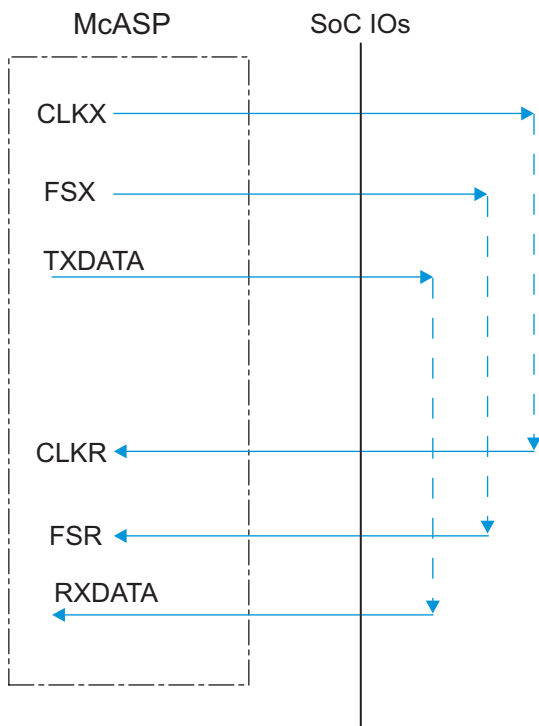 McASP
SoC IOs
CLKX
FSX
TXDATA
CLKR
FSR
RXDATA